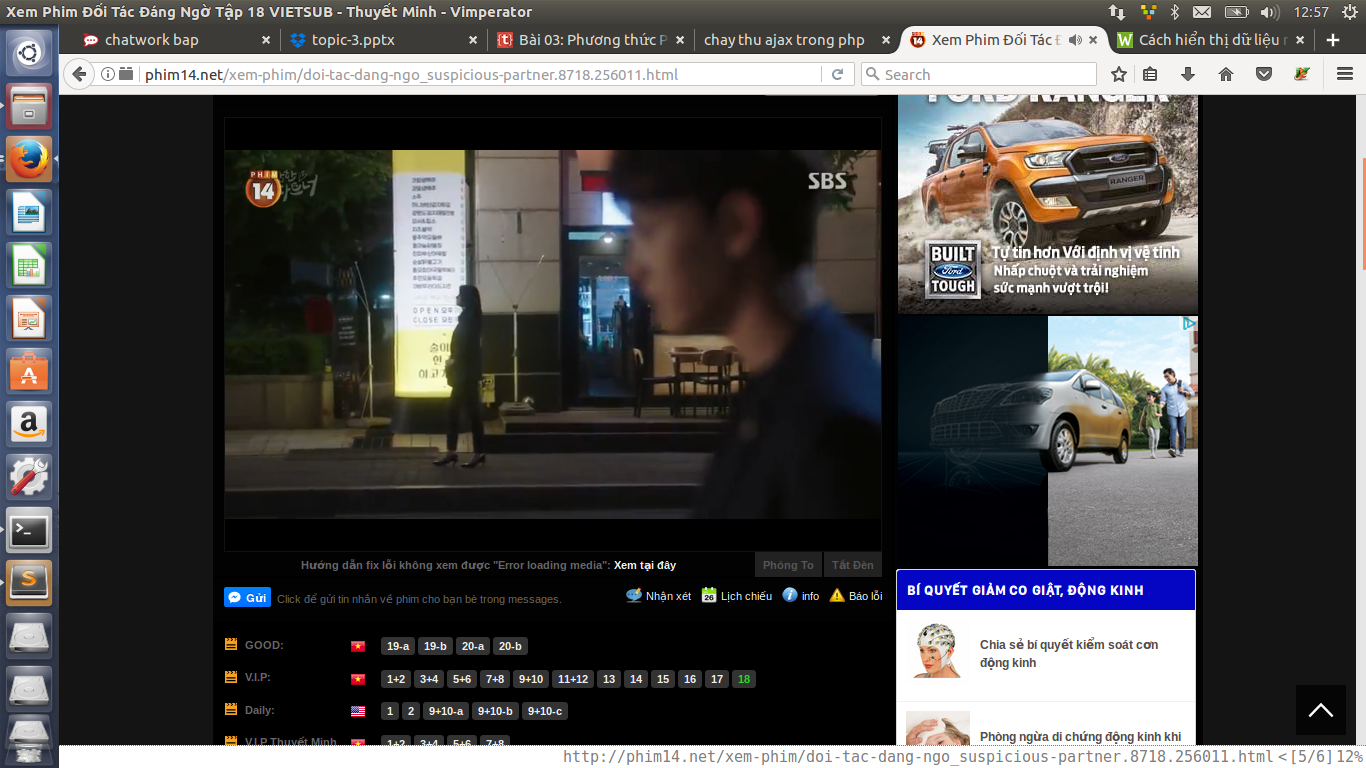 Xem Phim Đối Tác Đáng Ngờ Tập 18 VIETSUB - Thuyết Minh - Vimperator
12:57
chatwork bap
topic-3.pptx
Bài 03: Phương thức P
chay thu ajax trong php
Xem Phim Đối Tác Đ
Cách hiển thị dữ liệu
phim14.net/xem-phim/doi-tac-dang-ngo_suspicious-partner.8718.256011.html
Search
PHIM
14
SBS
OPEN
CLOSE
FORD RANGER
RANGER
BUILT
Ford
TOUGH
Tự tin hơn Với định vị vệ tinh
Nhấp chuột và trải nghiệm
sức mạnh vượt trội!
Hướng dẫn fix lỗi không xem được "Error loading media": Xem tại đây
Phóng To
Tắt Đèn
Gửi
Click để gửi tin nhắn về phim cho bạn bè trong messages.
Nhận xét
26
Lịch chiếu
info
Báo lỗi
GOOD: 19-a 19-b 20-a 20-b
V.I.P: 1+2 3+4 5+6 7+8 9+10 11+12 13 14 15 16 17 18
Daily: 1 2 9+10-a 9+10-b 9+10-c
V.I.P Thuyết Minh 1+2 3+4 5+6 7+8
BÍ QUYẾT GIẢM CO GIẬT, ĐỘNG KINH
Chia sẻ bí quyết kiểm soát cơn
động kinh
Phòng ngừa di chứng động kinh khi
http://phim14.net/xem-phim/doi-tac-dang-ngo_suspicious-partner.8718.256011.html <[5/6] 12%